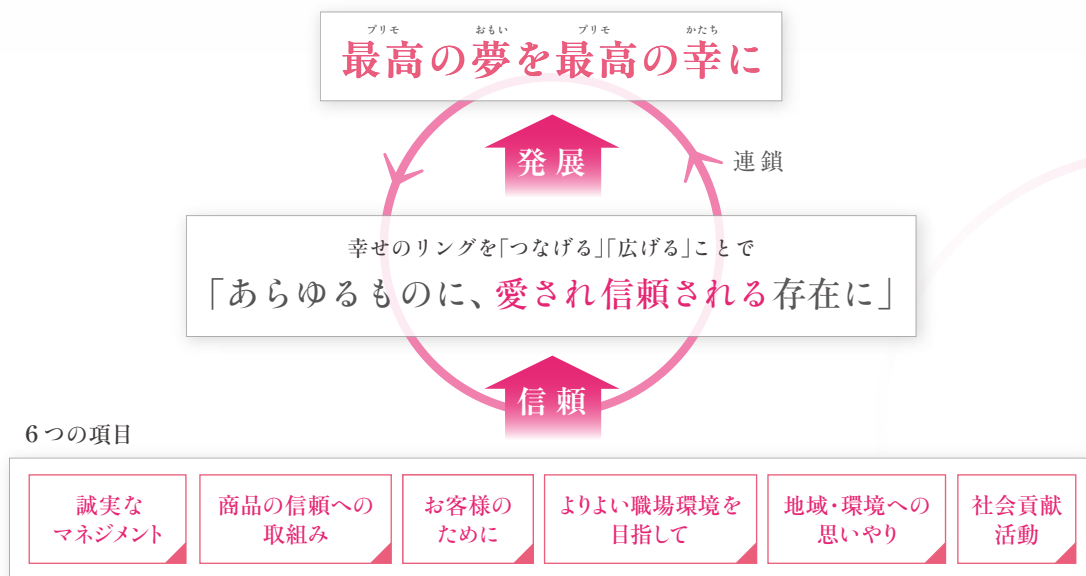 プリモ おもい プリモ かたち
最高の夢を最高の幸に
発展
連鎖
幸せのリングを「つなげる」「広げる」ことで
「あらゆるものに、愛され信頼される存在に」
信頼
6つの項目
誠実な
マネジメント
商品の信頼への
取組み
お客様の
ために
よりよい職場環境を
目指して
地域・環境への
思いやり
社会貢献
活動